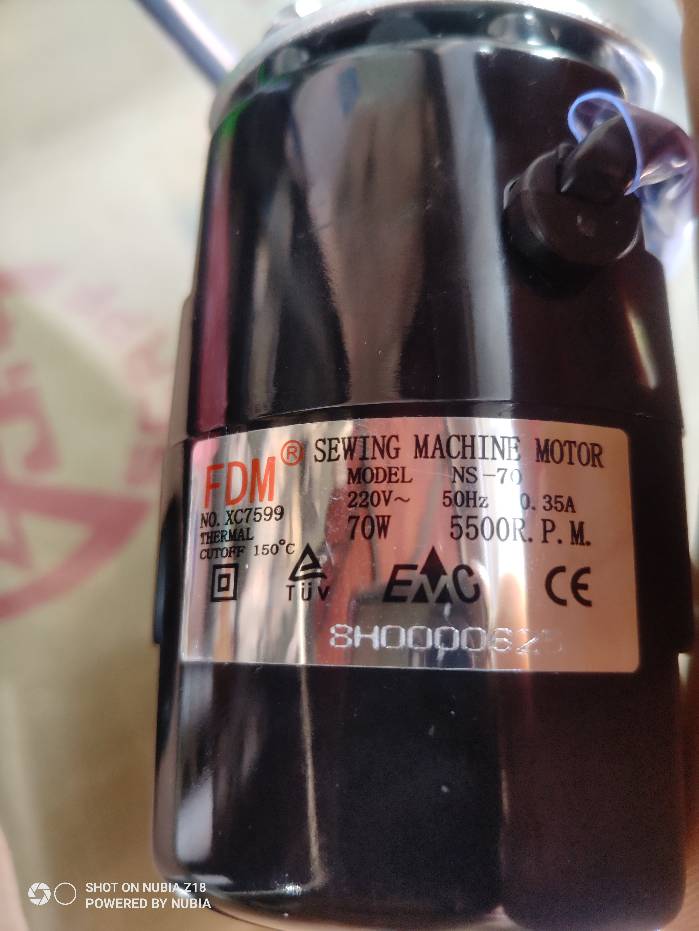 FDM® SEWING MACHINE MOTOR
MODEL NS-70
220V~ 50Hz 0.35A
NO. XC7599
70W 5500R.P.M.
THERMAL
CUTOFF 150°C
TÜV EMC CE
SHOT ON NUBIA Z18
POWERED BY NUBIA